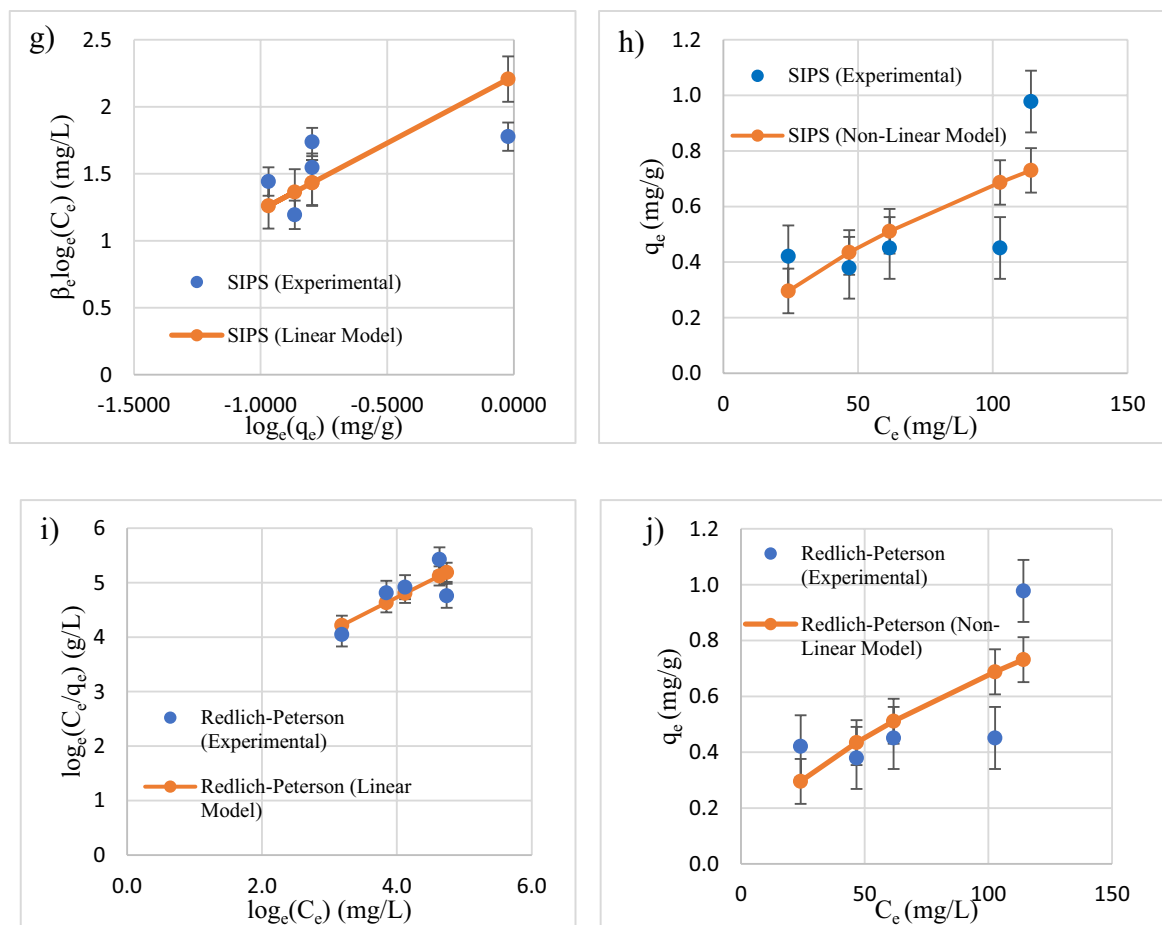 g)
2.5
2
1.5
1
0.5
0
βₑlogₑ(Cₑ) (mg/L)
SIPS (Experimental)
SIPS (Linear Model)
-1.5000
-1.0000
-0.5000
0.0000
logₑ(qₑ) (mg/g)
h)
1.2
1.0
0.8
0.6
0.4
0.2
0.0
qₑ (mg/g)
SIPS (Experimental)
SIPS (Non-Linear Model)
0
50
100
150
Cₑ (mg/L)
i)
6
5
4
3
2
1
0
logₑ(Cₑ/qₑ) (g/L)
Redlich-Peterson
(Experimental)
Redlich-Peterson (Linear
Model)
0.0
2.0
4.0
6.0
logₑ(Cₑ) (mg/L)
j)
1.2
1.0
0.8
0.6
0.4
0.2
0.0
qₑ (mg/g)
Redlich-Peterson
(Experimental)
Redlich-Peterson (Non-
Linear Model)
0
50
100
150
Cₑ (mg/L)